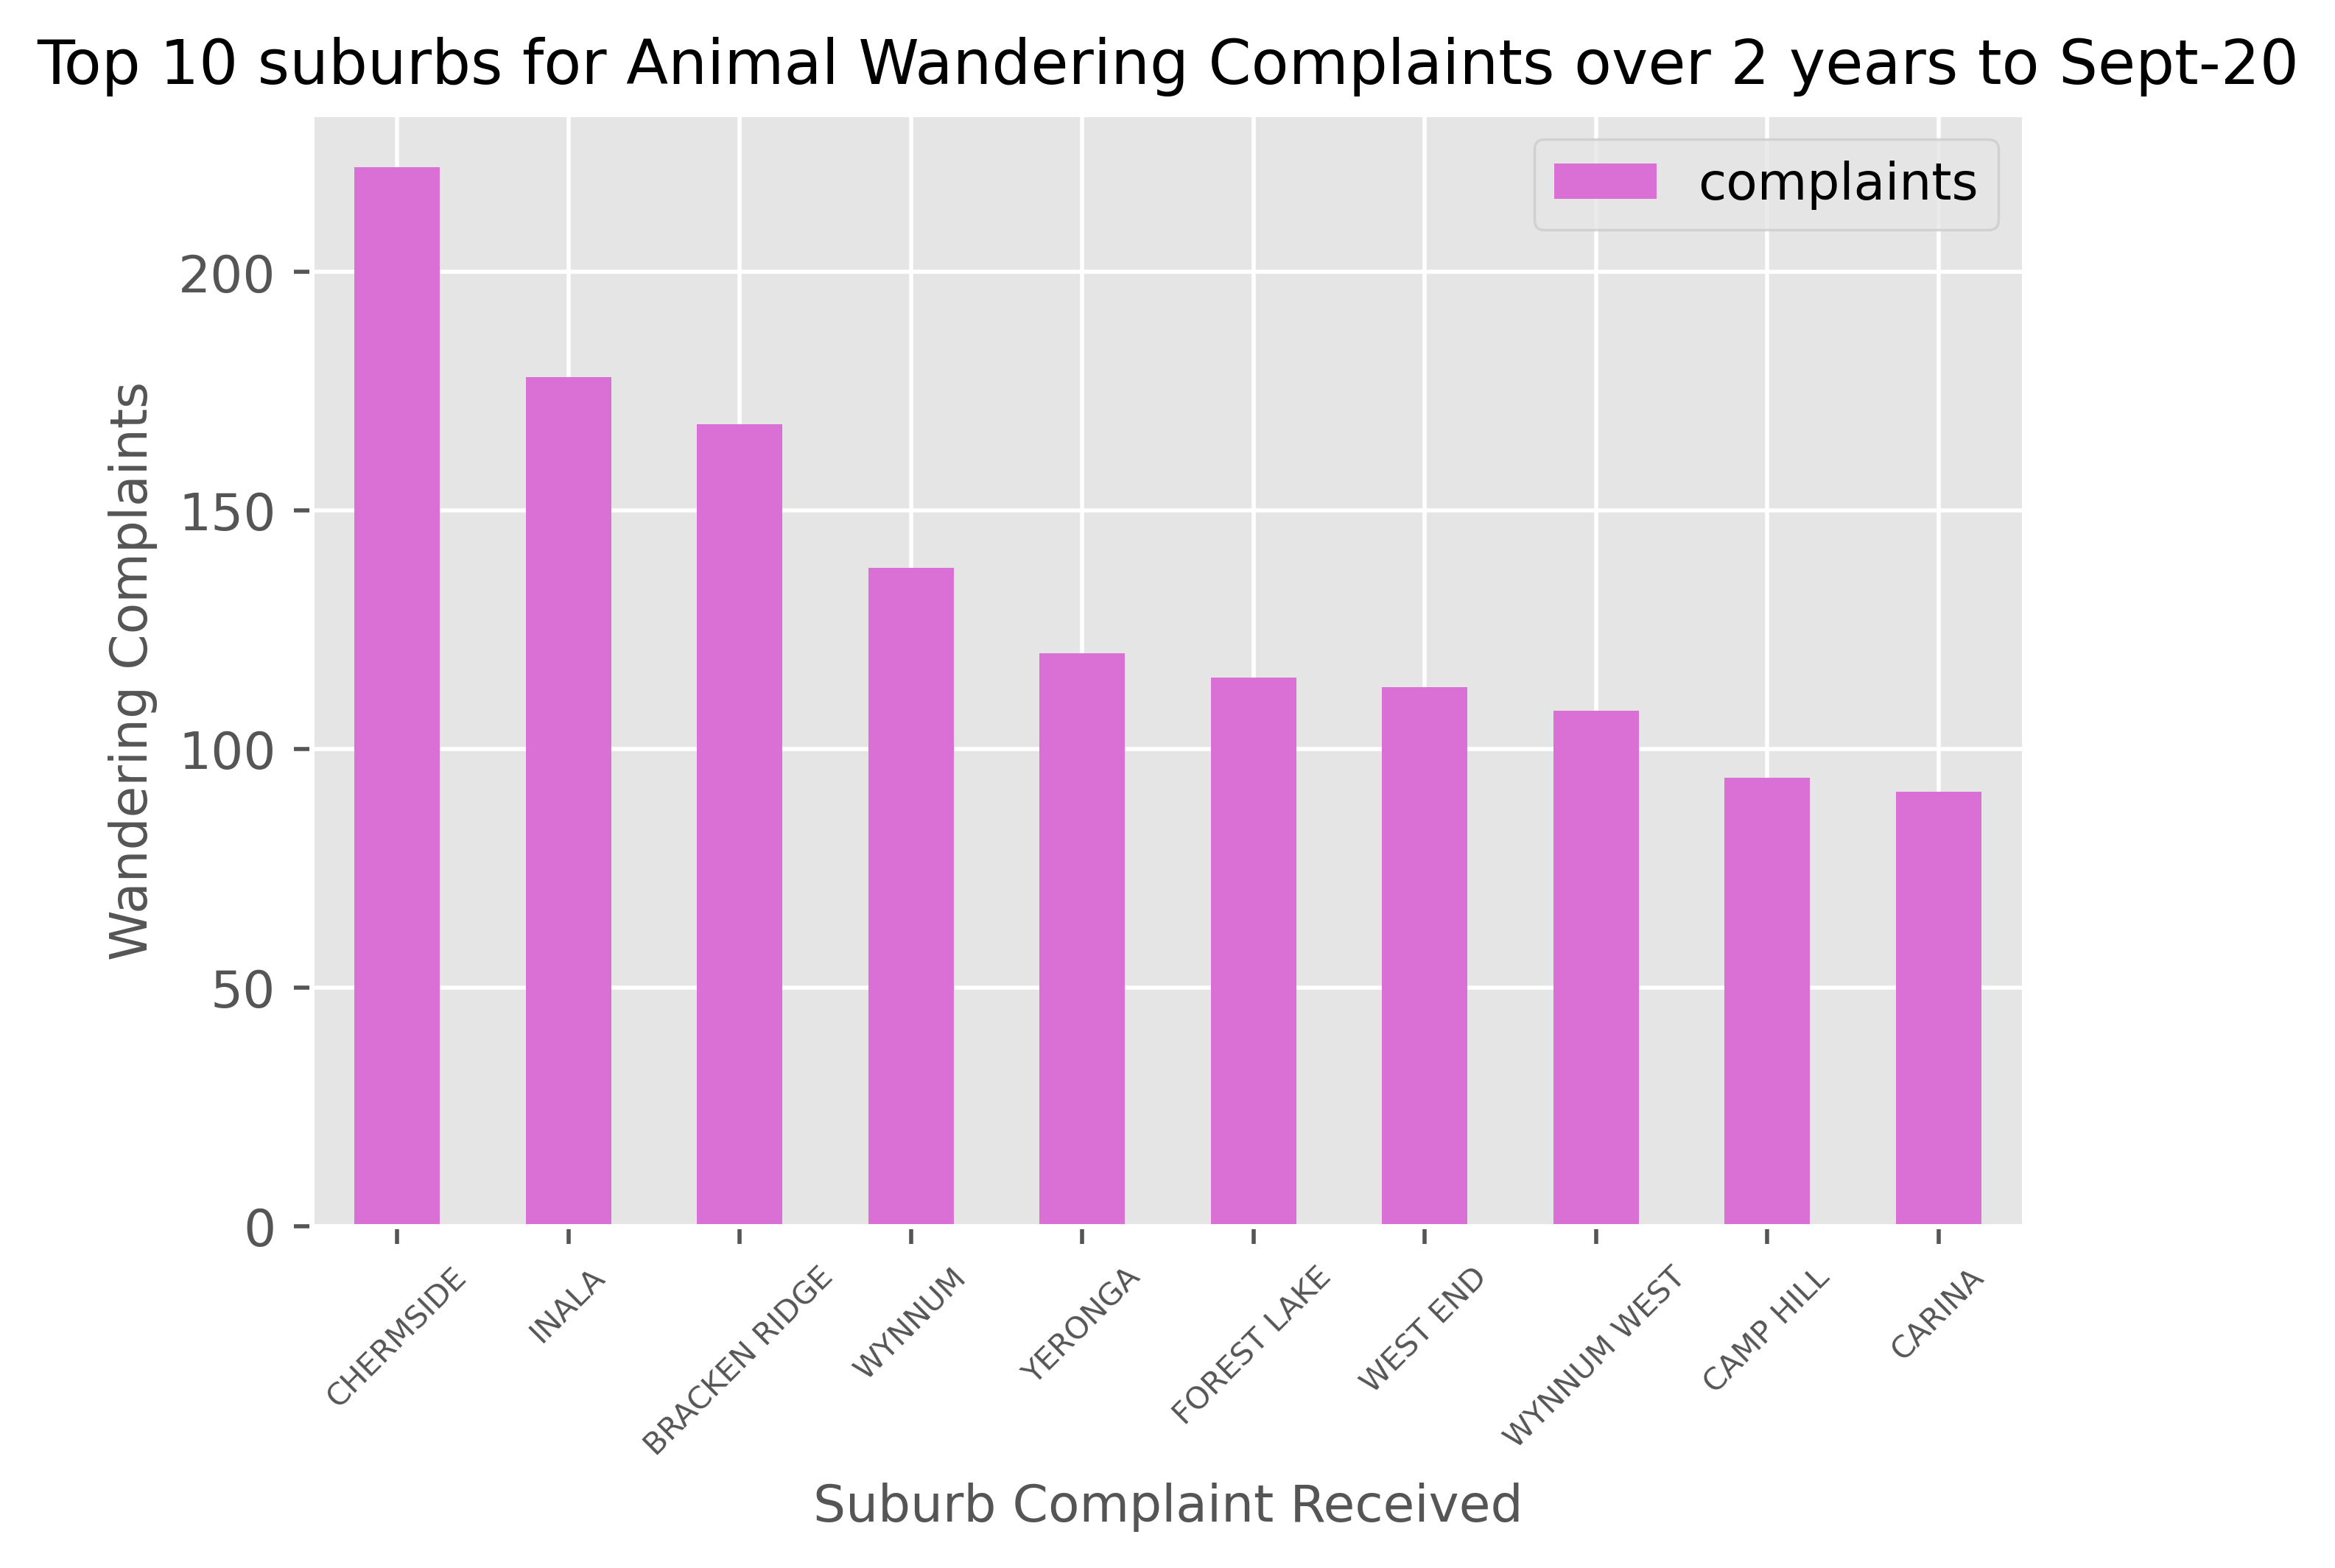 Top 10 suburbs for Animal Wandering Complaints over 2 years to Sept-20
complaints
Wandering Complaints
200
150
100
50
0
CHERMSIDE
INALA
BRACKEN RIDGE
WYNNUM
YERONGA
FOREST LAKE
WEST END
WYNNUM WEST
CAMP HILL
CARINA
Suburb Complaint Received